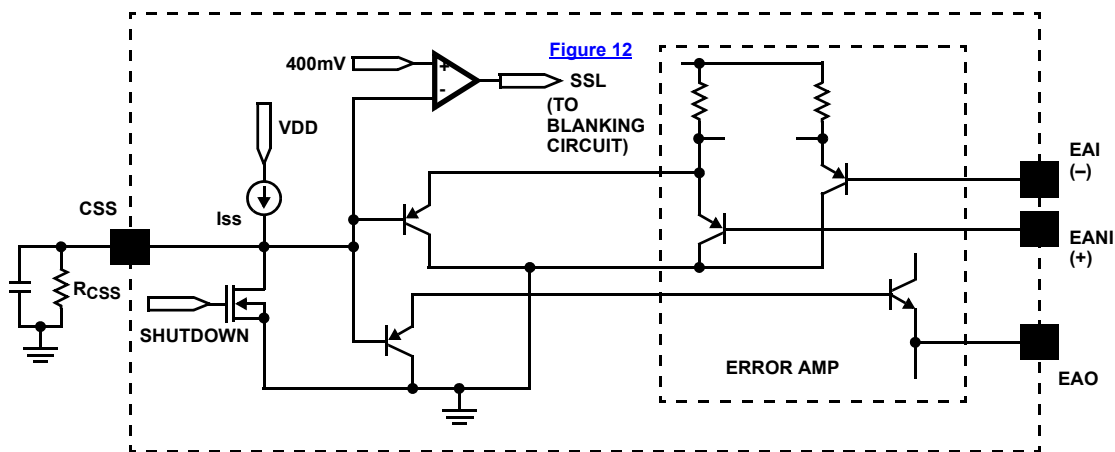 400mV
+
-
Figure 12
SSL
(TO
BLANKING
CIRCUIT)
VDD
EAI
(–)
CSS
Iss
EANI
(+)
RCSS
SHUTDOWN
ERROR AMP
EAO